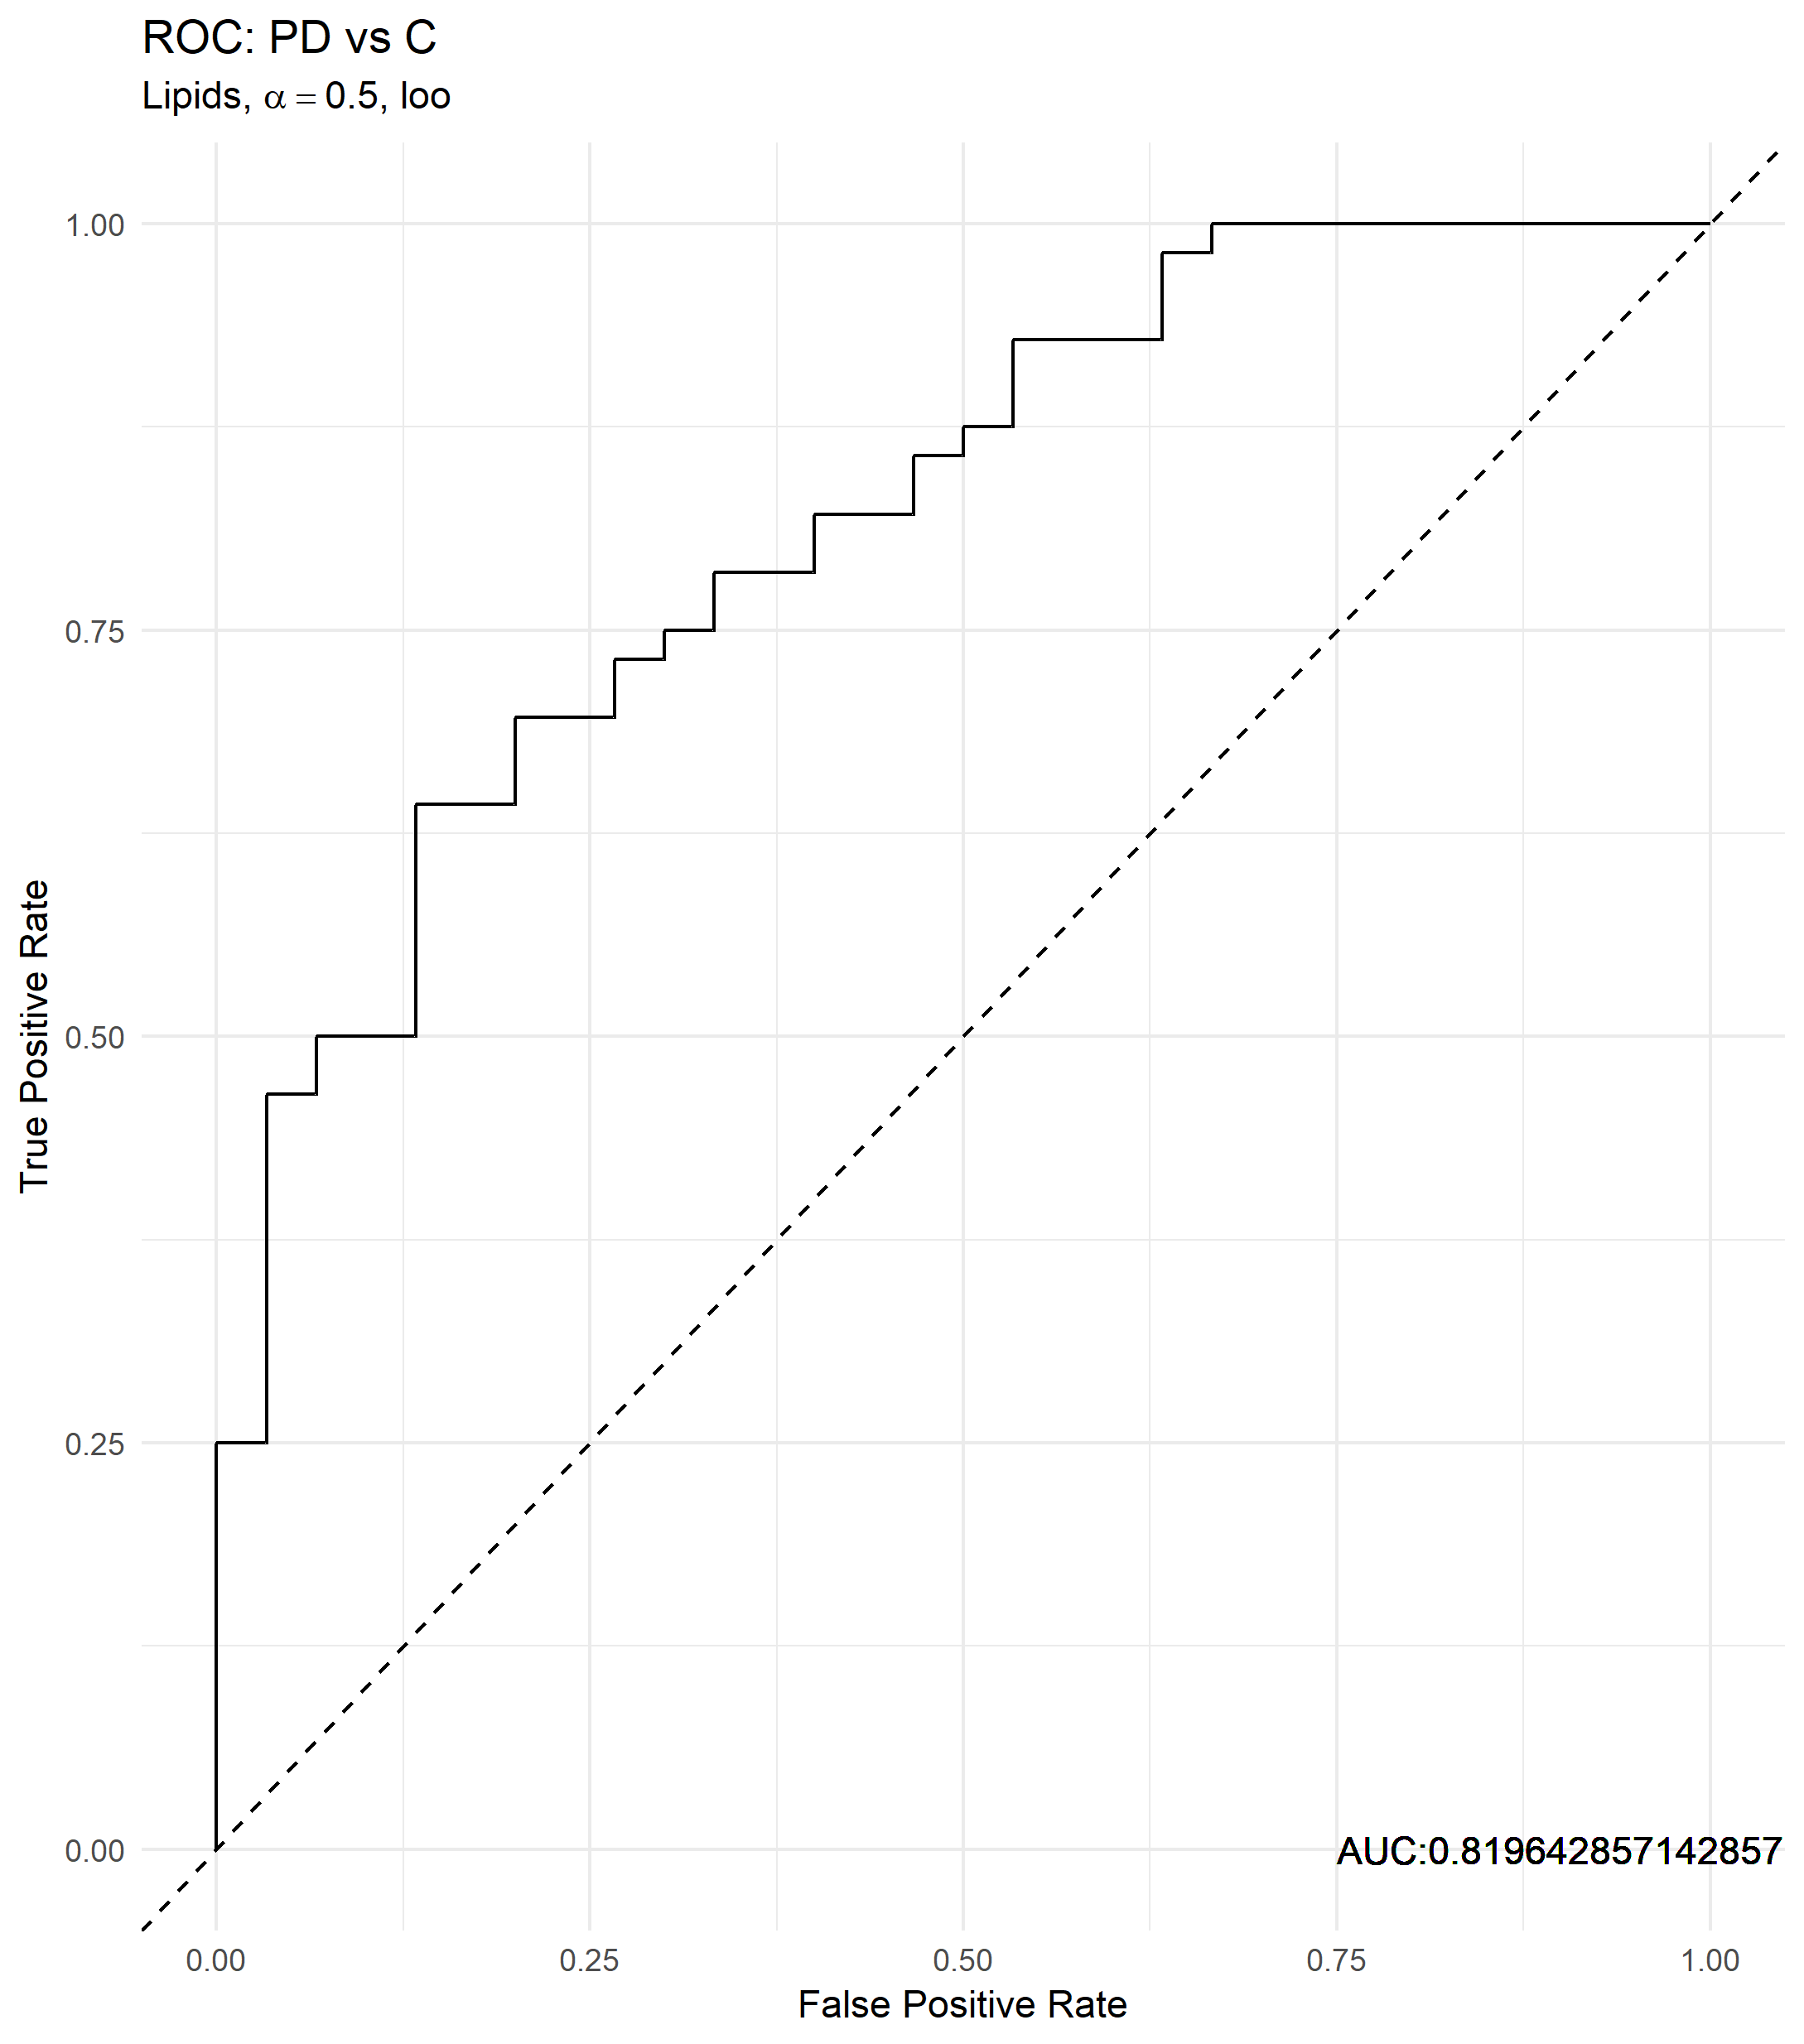 ROC: PD vs C
Lipids, α = 0.5, loo
True Positive Rate
1.00
0.75
0.50
0.25
0.00
AUC:0.819642857142857
0.00
0.25
0.50
0.75
1.00
False Positive Rate